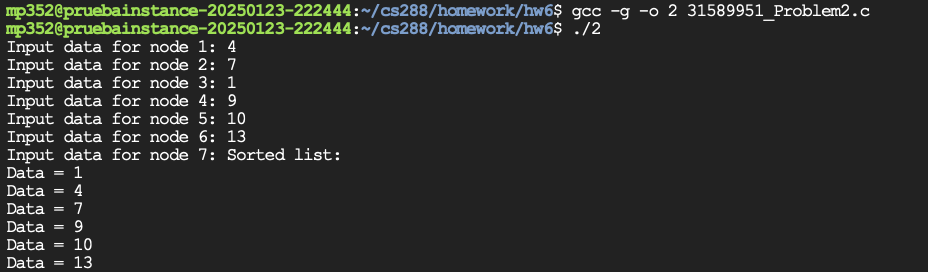 mp352@pruebainstance-20250123-222444:~/cs288/homework/hw6$ gcc -g -o 2 31589951_Problem2.c
mp352@pruebainstance-20250123-222444:~/cs288/homework/hw6$ ./2
Input data for node 1: 4
Input data for node 2: 7
Input data for node 3: 1
Input data for node 4: 9
Input data for node 5: 10
Input data for node 6: 13
Input data for node 7: Sorted list:
Data = 1
Data = 4
Data = 7
Data = 9
Data = 10
Data = 13